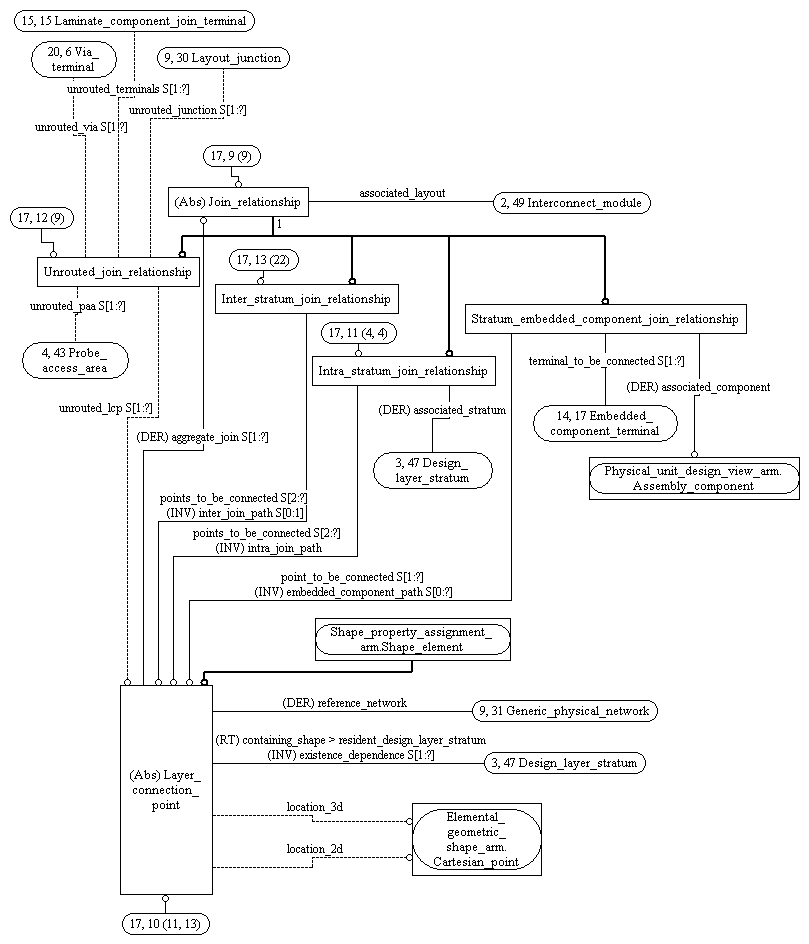 15, 15 Laminate_component_join_terminal
20, 6 Via_
terminal
9, 30 Layout_junction
unrouted_terminals S[1:?]
unrouted_junction S[1:?]
unrouted_via S[1:?]
17, 9 (9)
(Abs) Join_relationship
associated_layout
2, 49 Interconnect_module
1
17, 12 (9)
Unrouted_join_relationship
17, 13 (22)
Inter_stratum_join_relationship
unrouted_paa S[1:?]
Stratum_embedded_component_join_relationship
17, 11 (4, 4)
4, 43 Probe_
access_area
Intra_stratum_join_relationship
terminal_to_be_connected S[1:?]
(DER) associated_component
unrouted_lcp S[1:?]
(DER) associated_stratum
14, 17 Embedded_
component_terminal
(DER) aggregate_join S[1:?]
3, 47 Design_
layer_stratum
Physical_unit_design_view_arm.
Assembly_component
points_to_be_connected S[2:?]
(INV) inter_join_path S[0:1]
points_to_be_connected S[2:?]
(INV) intra_join_path
point_to_be_connected S[1:?]
(INV) embedded_component_path S[0:?]
Shape_property_assignment_
arm.Shape_element
(DER) reference_network
9, 31 Generic_physical_network
(RT) containing_shape > resident_design_layer_stratum
(INV) existence_dependence S[1:?]
3, 47 Design_layer_stratum
(Abs) Layer_
connection_
point
location_3d
location_2d
Elemental_
geometric_
shape_arm.
Cartesian_point
17, 10 (11, 13)